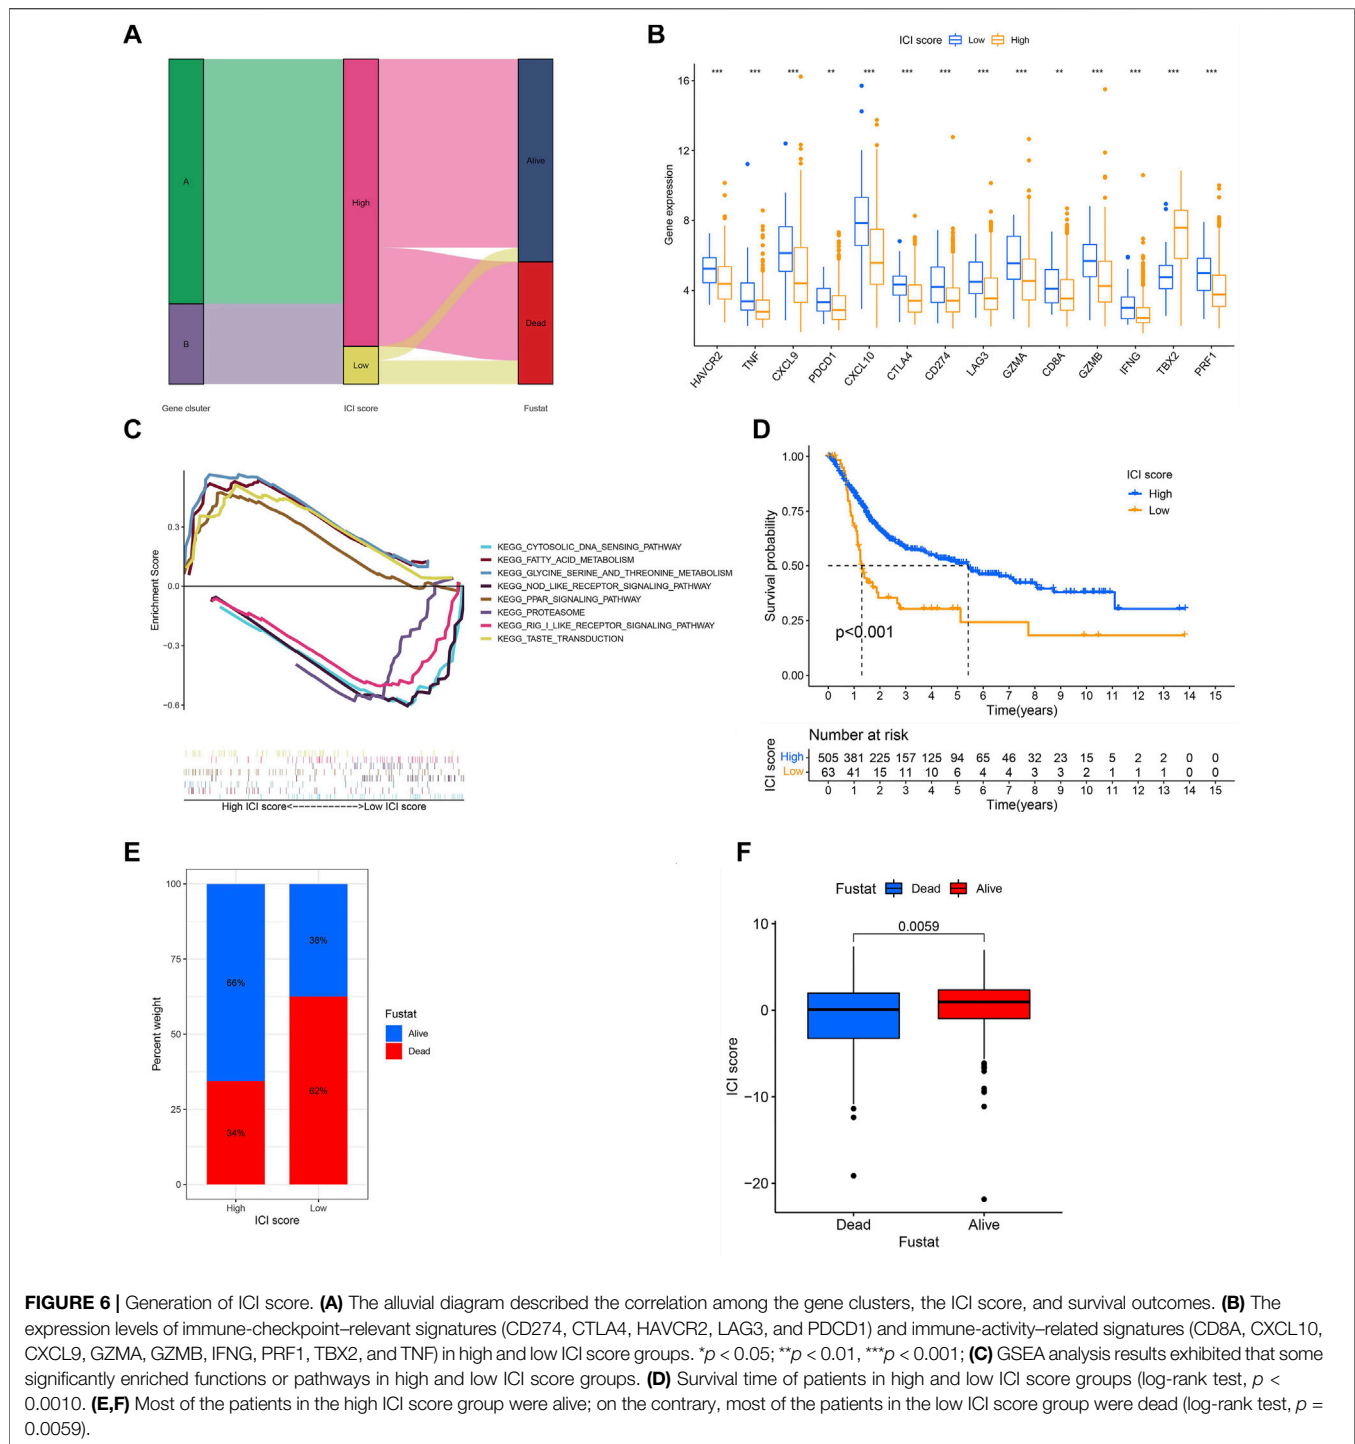 A
A
B
High
Low
Alive
Dead
Gene clsuter
ICI score
Fustat
B
ICI score Low High
***
***
***
**
***
***
***
***
***
**
***
***
***
***
16
12
8
4
Gene expression
HAVCR2
TNF
CXCL9
PDCD1
CXCL10
CTLA4
CD274
LAG3
GZMA
CD8A
GZMB
IFNG
TBX2
PRF1
C
0.3
0.0
−0.3
−0.6
Enrichment Score
KEGG_CYTOSOLIC_DNA_SENSING_PATHWAY
KEGG_FATTY_ACID_METABOLISM
KEGG_GLYCINE_SERINE_AND_THREONINE_METABOLISM
KEGG_NOD_LIKE_RECEPTOR_SIGNALING_PATHWAY
KEGG_PPAR_SIGNALING_PATHWAY
KEGG_PROTEASOME
KEGG_RIG_I_LIKE_RECEPTOR_SIGNALING_PATHWAY
KEGG_TASTE_TRANSDUCTION
High ICI score<-------------->Low ICI score
D
1.00
0.75
0.50
0.25
0.00
Survival probability
ICI score
High
Low
p<0.001
0 1 2 3 4 5 6 7 8 9 10 11 12 13 14 15
Time(years)
Number at risk
ICI score
High 505 381 225 157 125 94 65 46 32 23 15 5 2 2 0 0
Low 63 41 15 11 10 6 4 4 3 3 2 1 1 1 0 0
0 1 2 3 4 5 6 7 8 9 10 11 12 13 14 15
Time(years)
E
100
75
50
25
0
Percent weight
66%
34%
38%
62%
High
Low
ICI score
Fustat
Alive
Dead
F
Fustat Dead Alive
0.0059
10
0
−10
−20
ICI score
Dead
Alive
Fustat
FIGURE 6 | Generation of ICI score. (A) The alluvial diagram described the correlation among the gene clusters, the ICI score, and survival outcomes. (B) The
expression levels of immune-checkpoint–relevant signatures (CD274, CTLA4, HAVCR2, LAG3, and PDCD1) and immune-activity–related signatures (CD8A, CXCL10,
CXCL9, GZMA, GZMB, IFNG, PRF1, TBX2, and TNF) in high and low ICI score groups. *p < 0.05; **p < 0.01, ***p < 0.001; (C) GSEA analysis results exhibited that some
significantly enriched functions or pathways in high and low ICI score groups. (D) Survival time of patients in high and low ICI score groups (log-rank test, p <
0.0010. (E,F) Most of the patients in the high ICI score group were alive; on the contrary, most of the patients in the low ICI score group were dead (log-rank test, p =
0.0059).